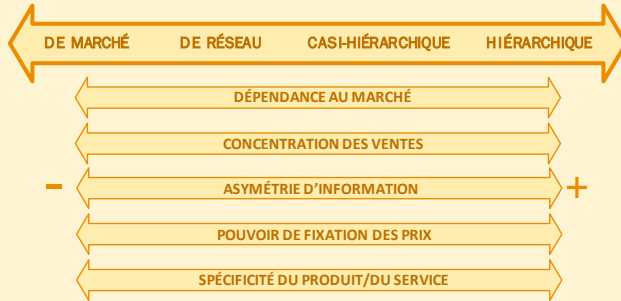 DE MARCHÉ DE RÉSEAU CASI-HIÉRARCHIQUE HIÉRARCHIQUE
DÉPENDANCE AU MARCHÉ
CONCENTRATION DES VENTES
- ASYMÉTRIE D'INFORMATION +
POUVOIR DE FIXATION DES PRIX
SPÉCIFICITÉ DU PRODUIT/DU SERVICE